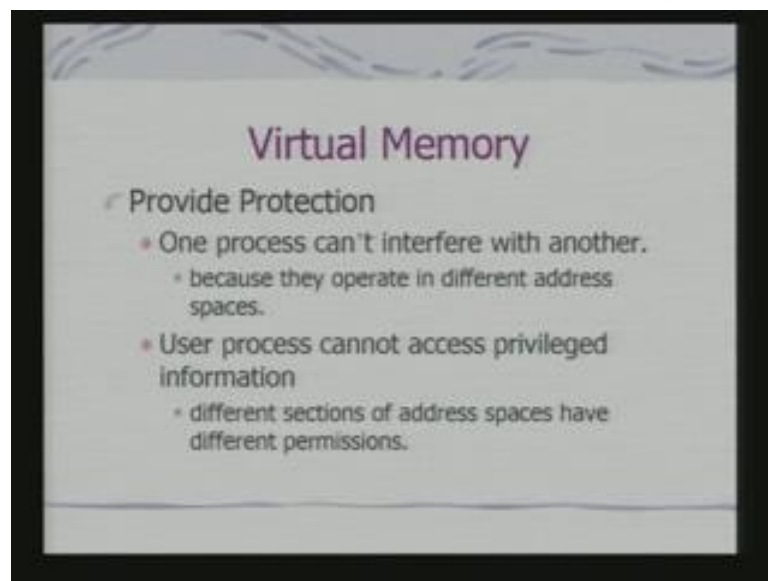 Virtual Memory
Provide Protection
One process can't interfere with another.
because they operate in different address
spaces.
User process cannot access privileged
information
different sections of address spaces have
different permissions.